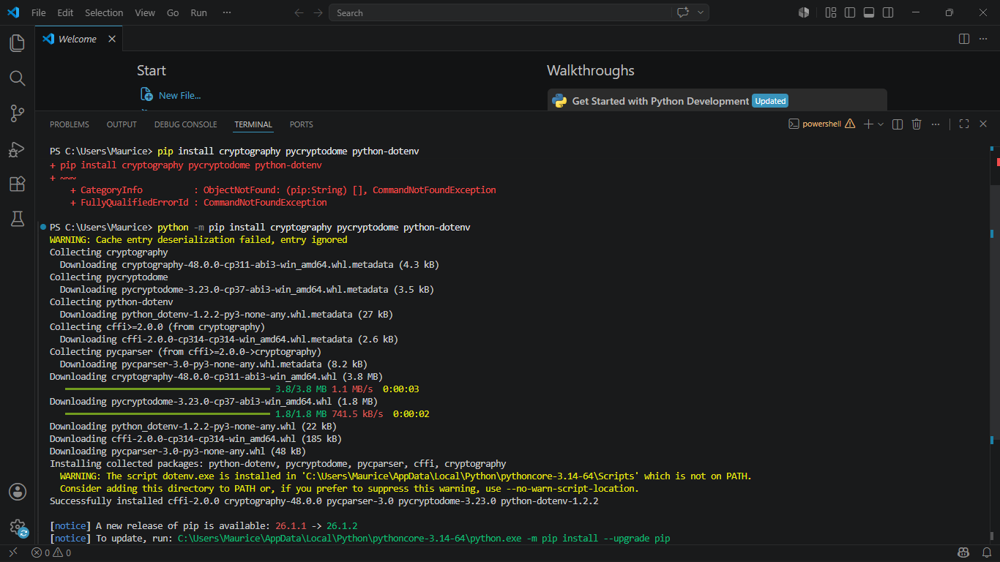 File Edit Selection View Go Run ···
Search
Welcome
Start
Walkthroughs
New File...
Get Started with Python Development Updated
PROBLEMS OUTPUT DEBUG CONSOLE TERMINAL PORTS
powershell
PS C:\Users\Maurice> pip install cryptography pycryptodome python-dotenv
+ pip install cryptography pycryptodome python-dotenv
+ ~~~
+ CategoryInfo : ObjectNotFound: (pip:String) [], CommandNotFoundException
+ FullyQualifiedErrorId : CommandNotFoundException
PS C:\Users\Maurice> python -m pip install cryptography pycryptodome python-dotenv
WARNING: Cache entry deserialization failed, entry ignored
Collecting cryptography
Downloading cryptography-48.0.0-cp311-abi3-win_amd64.whl.metadata (4.3 kB)
Collecting pycryptodome
Downloading pycryptodome-3.23.0-cp37-abi3-win_amd64.whl.metadata (3.5 kB)
Collecting python-dotenv
Downloading python_dotenv-1.2.2-py3-none-any.whl.metadata (27 kB)
Collecting cffi>=2.0.0 (from cryptography)
Downloading cffi-2.0.0-cp314-cp314-win_amd64.whl.metadata (2.6 kB)
Collecting pycparser (from cffi>=2.0.0->cryptography)
Downloading pycparser-3.0-py3-none-any.whl.metadata (8.2 kB)
Downloading cryptography-48.0.0-cp311-abi3-win_amd64.whl (3.8 MB)
3.8/3.8 MB 1.1 MB/s 0:00:03
Downloading pycryptodome-3.23.0-cp37-abi3-win_amd64.whl (1.8 MB)
1.8/1.8 MB 741.5 kB/s 0:00:02
Downloading python_dotenv-1.2.2-py3-none-any.whl (22 kB)
Downloading cffi-2.0.0-cp314-cp314-win_amd64.whl (185 kB)
Downloading pycparser-3.0-py3-none-any.whl (48 kB)
Installing collected packages: python-dotenv, pycryptodome, pycparser, cffi, cryptography
WARNING: The script dotenv.exe is installed in 'C:\Users\Maurice\AppData\Local\Python\pythoncore-3.14-64\Scripts' which is not on PATH.
Consider adding this directory to PATH or, if you prefer to suppress this warning, use --no-warn-script-location.
Successfully installed cffi-2.0.0 cryptography-48.0.0 pycparser-3.0 pycryptodome-3.23.0 python-dotenv-1.2.2
[notice] A new release of pip is available: 26.1.1 -> 26.1.2
[notice] To update, run: C:\Users\Maurice\AppData\Local\Python\pythoncore-3.14-64\python.exe -m pip install --upgrade pip
0 0